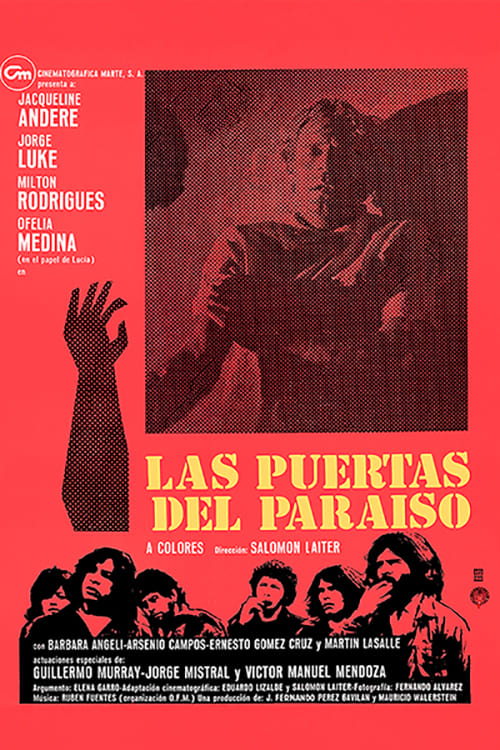 Cm
CINEMATOGRAFICA MARTE, S. A.
presenta a:
JACQUELINE
ANDERE
JORGE
LUKE
MILTON
RODRIGUES
OFELIA
MEDINA
(en el papel de Lucía)
en
LAS PUERTAS
DEL PARAISO
A COLORES Dirección: SALOMON LAITER
con BARBARA ANGELI-ARSENIO CAMPOS-ERNESTO GOMEZ CRUZ y MARTIN LASALLE
actuaciones especiales de:
GUILLERMO MURRAY-JORGE MISTRAL y VICTOR MANUEL MENDOZA
Argumento: ELENA GARRO-Adaptación cinematográfica: EDUARDO LIZALDE y SALOMON LAITER-Fotografía: FERNANDO ALVAREZ
Música: RUBEN FUENTES (organización O.F.M.) Una producción de: J. FERNANDO PEREZ GAVILAN y MAURICIO WALERSTEIN